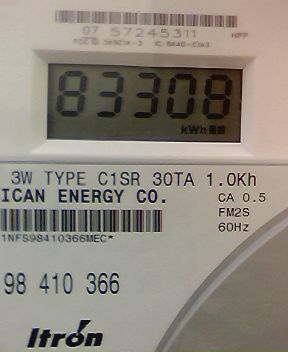 07 57245311 HPP
83308
kWh
3W TYPE C1SR 30TA 1.0Kh
ICAN ENERGY CO.
CA 0.5
FM2S
60Hz
1NFS98410366MEC*
98 410 366
Itron